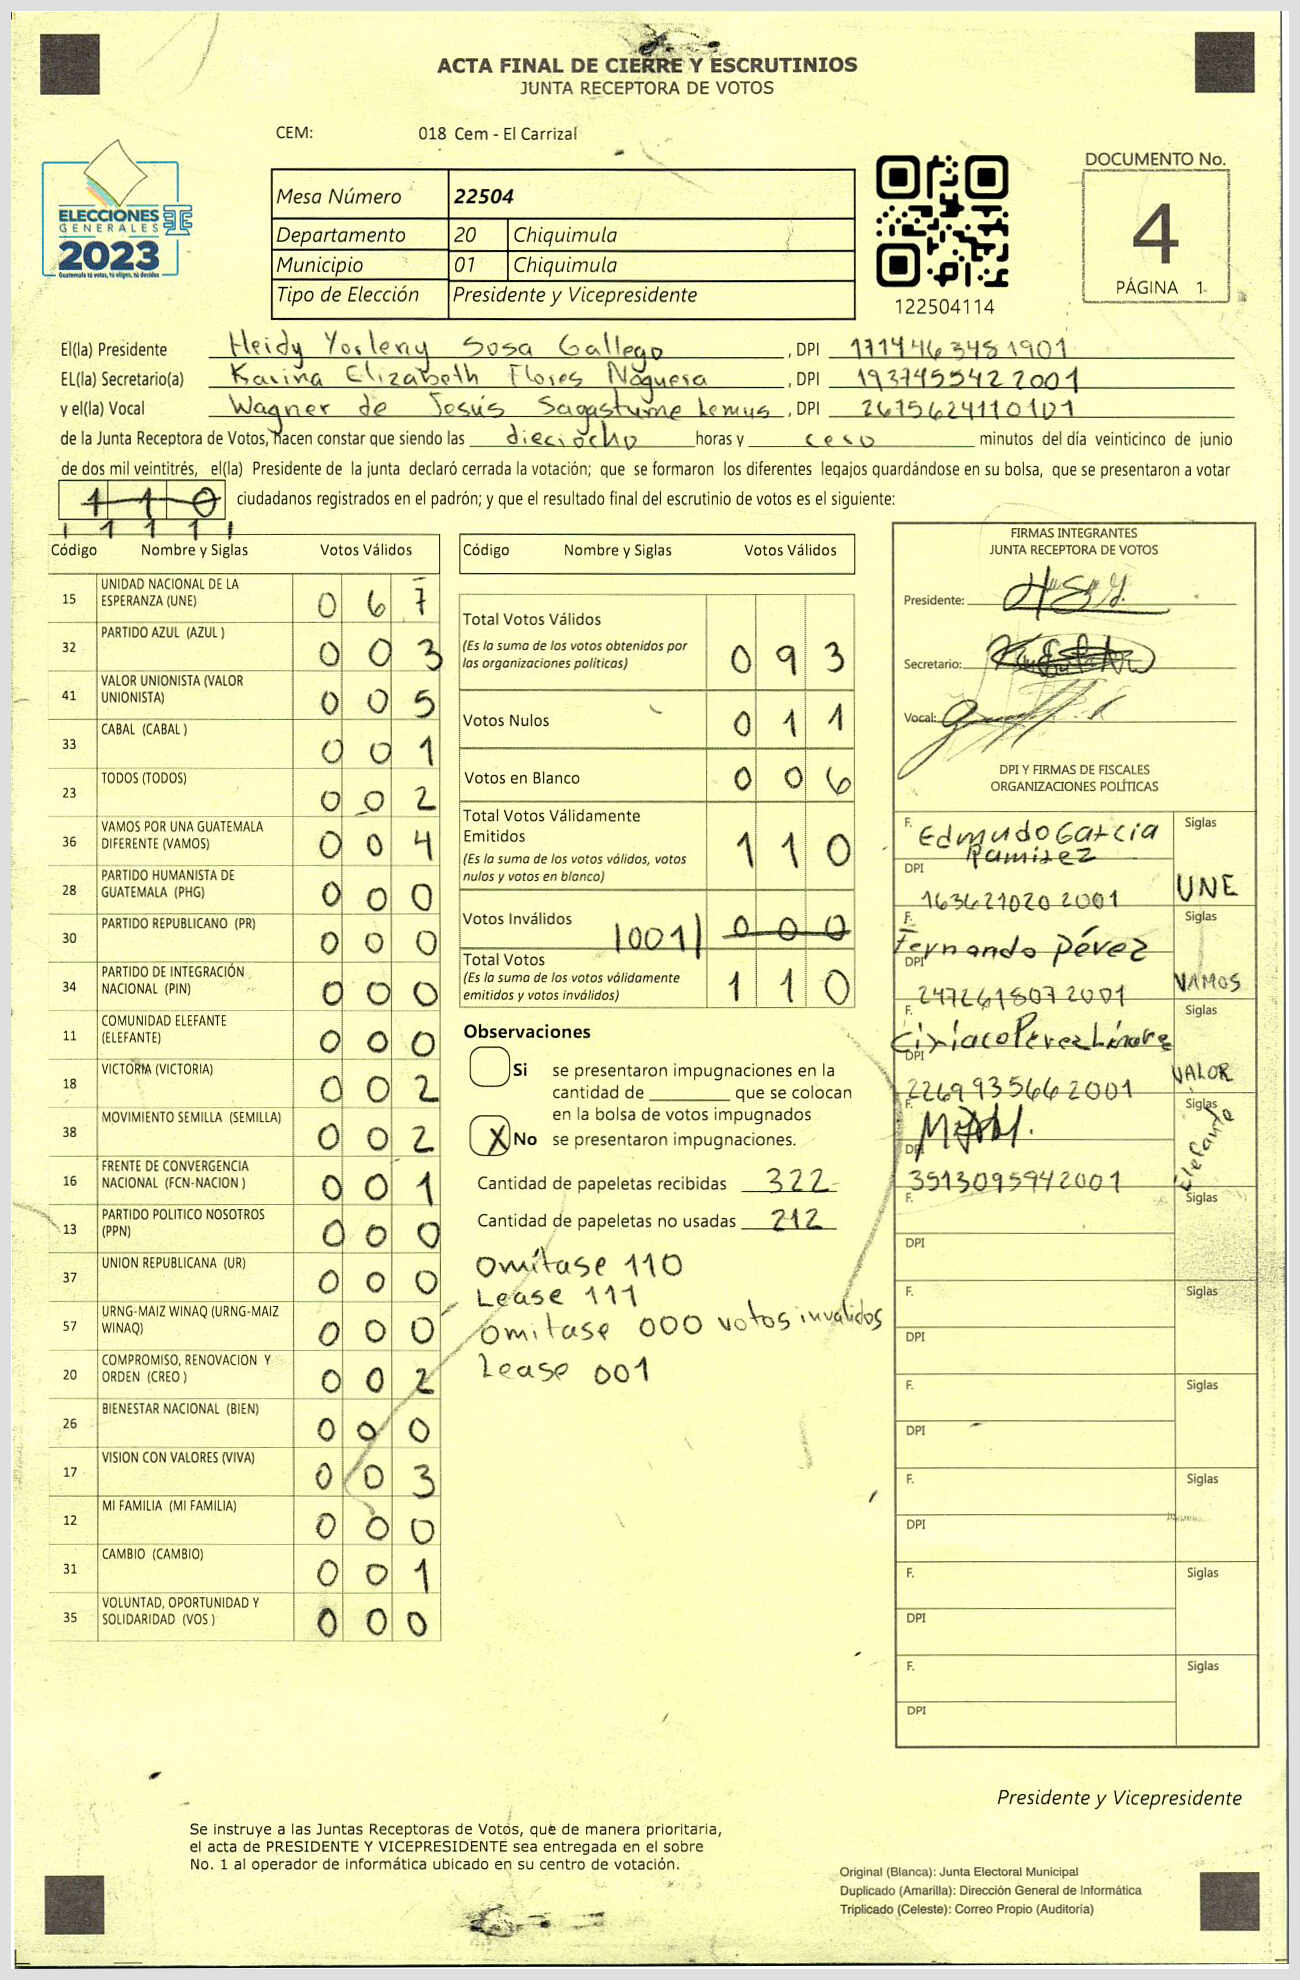 ACTA FINAL DE CIERRE Y ESCRUTINIOS
JUNTA RECEPTORA DE VOTOS
CEM: 018 Cem - El Carrizal
ELECCIONES
GENERALES
2023
Guatemala tú votas, tú eliges, tú decides
Mesa Número 22504
Departamento 20 Chiquimula
Municipio 01 Chiquimula
Tipo de Elección Presidente y Vicepresidente
122504114
DOCUMENTO No.
4
PÁGINA 1
El(la) Presidente Heidy Yosleny Sosa Gallego, DPI 1714463481901
EL(la) Secretario(a) Karina Elizabeth Flores Noguera, DPI 1937455422001
y el(la) Vocal Wagner de Jesús Sagastume Lemus, DPI 2675624110101
de la Junta Receptora de Votos, hacen constar que siendo las dieciocho horas y cero minutos del día veinticinco de junio
de dos mil veintitrés, el(la) Presidente de la junta declaró cerrada la votación; que se formaron los diferentes legajos quardándose en su bolsa, que se presentaron a votar
110 ciudadanos registrados en el padrón; y que el resultado final del escrutinio de votos es el siguiente:
111
Código Nombre y Siglas Votos Válidos
15 UNIDAD NACIONAL DE LA ESPERANZA (UNE) 0 6 7
32 PARTIDO AZUL (AZUL ) 0 0 3
41 VALOR UNIONISTA (VALOR UNIONISTA) 0 0 5
33 CABAL (CABAL ) 0 0 1
23 TODOS (TODOS) 0 0 2
36 VAMOS POR UNA GUATEMALA DIFERENTE (VAMOS) 0 0 4
28 PARTIDO HUMANISTA DE GUATEMALA (PHG) 0 0 0
30 PARTIDO REPUBLICANO (PR) 0 0 0
34 PARTIDO DE INTEGRACIÓN NACIONAL (PIN) 0 0 0
11 COMUNIDAD ELEFANTE (ELEFANTE) 0 0 0
18 VICTORIA (VICTORIA) 0 0 2
38 MOVIMIENTO SEMILLA (SEMILLA) 0 0 2
16 FRENTE DE CONVERGENCIA NACIONAL (FCN-NACION ) 0 0 1
13 PARTIDO POLITICO NOSOTROS (PPN) 0 0 0
37 UNION REPUBLICANA (UR) 0 0 0
57 URNG-MAIZ WINAQ (URNG-MAIZ WINAQ) 0 0 0
20 COMPROMISO, RENOVACION Y ORDEN (CREO ) 0 0 2
26 BIENESTAR NACIONAL (BIEN) 0 0 0
17 VISION CON VALORES (VIVA) 0 0 3
12 MI FAMILIA (MI FAMILIA) 0 0 0
31 CAMBIO (CAMBIO) 0 0 1
35 VOLUNTAD, OPORTUNIDAD Y SOLIDARIDAD (VOS ) 0 0 0
Código Nombre y Siglas Votos Válidos
Total Votos Válidos 0 9 3
(Es la suma de los votos obtenidos por
las organizaciones políticas)
Votos Nulos 0 1 1
Votos en Blanco 0 0 6
Total Votos Válidamente
Emitidos 1 1 0
(Es la suma de los votos válidos, votos
nulos y votos en blanco)
Votos Inválidos 001 0 0 0
Total Votos 1 1 0
(Es la suma de los votos válidamente
emitidos y votos inválidos)
Observaciones
Si se presentaron impugnaciones en la
cantidad de ________ que se colocan
en la bolsa de votos impugnados
X No se presentaron impugnaciones.
Cantidad de papeletas recibidas 322
Cantidad de papeletas no usadas 212
Omítase 110
Lease 111
omitase 000 votos invalidos
Lease 001
FIRMAS INTEGRANTES
JUNTA RECEPTORA DE VOTOS
Presidente:
Secretario:
Vocal:
DPI Y FIRMAS DE FISCALES
ORGANIZACIONES POLÍTICAS
F. Edmundo Garcia Ramirez Siglas
DPI 1636210202001 UNE
F. Fernando Pérez Siglas
DPI 2472618072001 VAMOS
F. Ciriaco Pérez Linare Siglas
DPI 2269935662001 VALOR
F. Siglas
DPI 3513095942001 Elefante
F. Siglas
DPI
F. Siglas
DPI
F. Siglas
DPI
F. Siglas
DPI
F. Siglas
DPI
F. Siglas
DPI
Presidente y Vicepresidente
Se instruye a las Juntas Receptoras de Votos, que de manera prioritaria,
el acta de PRESIDENTE Y VICEPRESIDENTE sea entregada en el sobre
No. 1 al operador de informática ubicado en su centro de votación.
Original (Blanca): Junta Electoral Municipal
Duplicado (Amarilla): Dirección General de Informática
Triplicado (Celeste): Correo Propio (Auditoría)